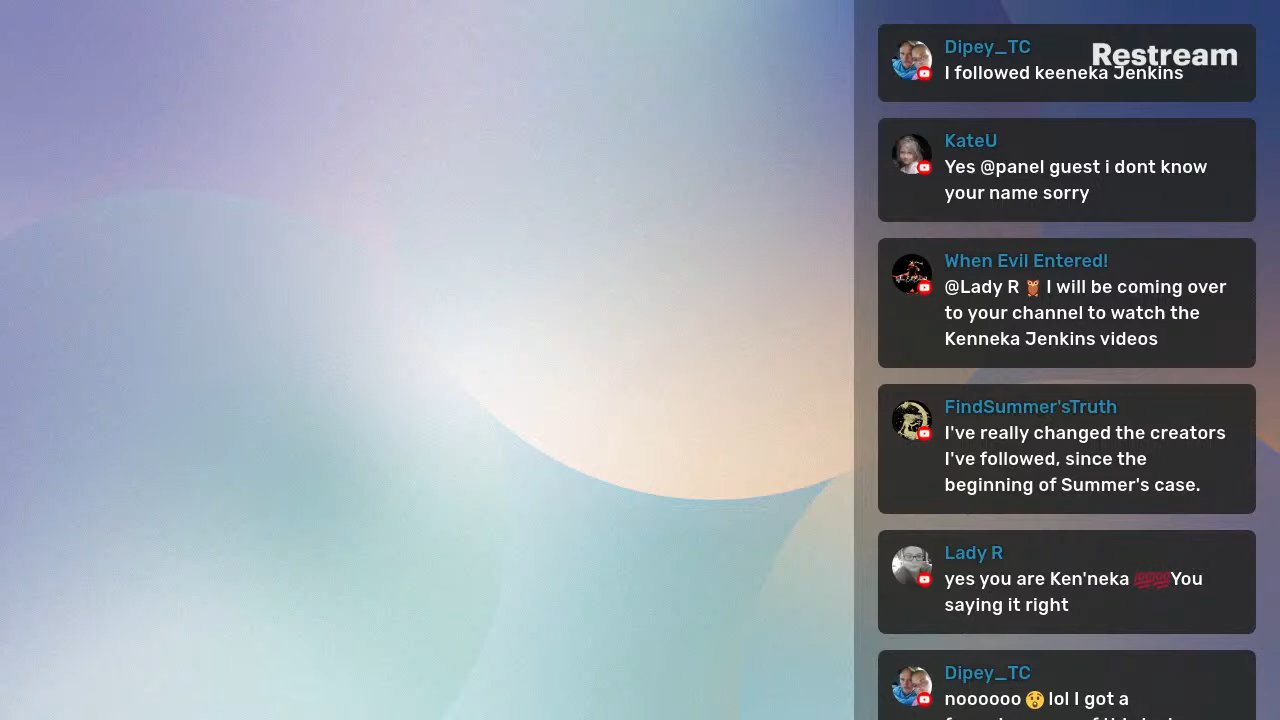 Restream
Dipey_TC
I followed keeneka Jenkins
KateU
Yes @panel guest i dont know
your name sorry
When Evil Entered!
@Lady R 🦉 I will be coming over
to your channel to watch the
Kenneka Jenkins videos
FindSummer'sTruth
I've really changed the creators
I've followed, since the
beginning of Summer's case.
Lady R
yes you are Ken'neka 💯💯💯You
saying it right
Dipey_TC
noooooo 😲 lol I got a